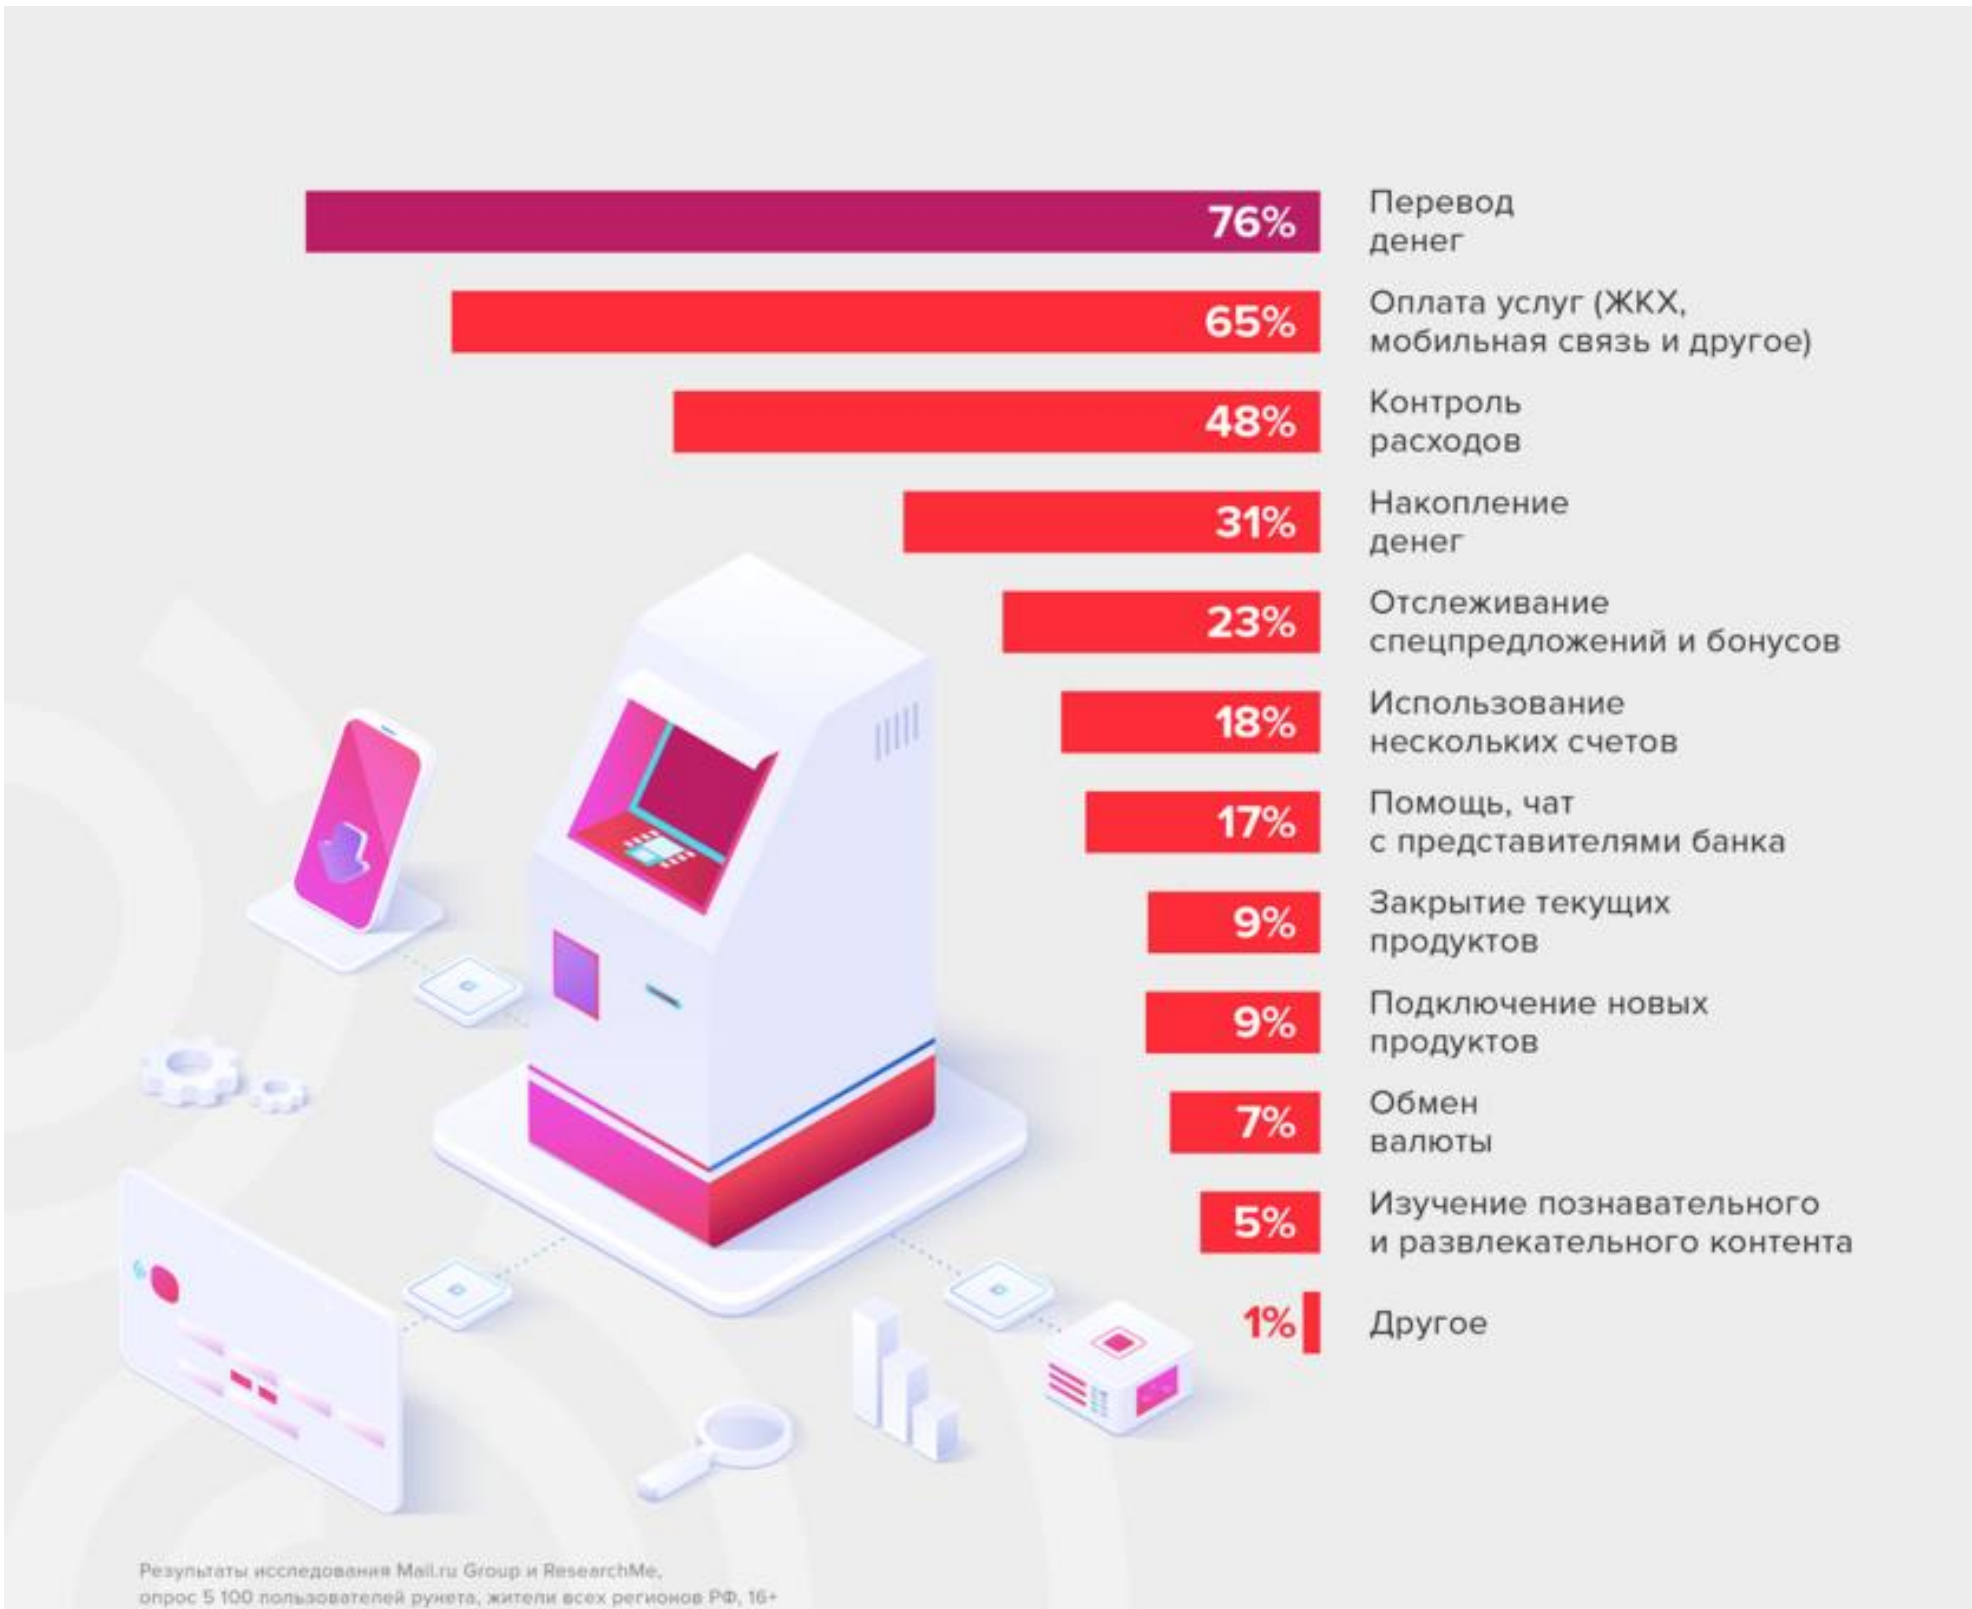 76%
Перевод
денег
65%
Оплата услуг (ЖКХ,
мобильная связь и другое)
48%
Контроль
расходов
31%
Накопление
денег
23%
Отслеживание
спецпредложений и бонусов
18%
Использование
нескольких счетов
17%
Помощь, чат
с представителями банка
9%
Закрытие текущих
продуктов
9%
Подключение новых
продуктов
7%
Обмен
валюты
5%
Изучение познавательного
и развлекательного контента
1%
Другое
Результаты исследования Mail.ru Group и ResearchMe,
опрос 5 100 пользователей рунета, жители всех регионов РФ, 16+